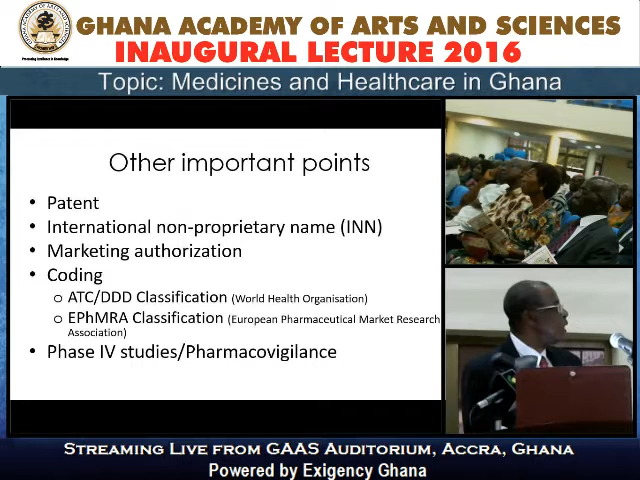 GHANA ACADEMY OF ARTS AND SCIENCES
INAUGURAL LECTURE 2016
Topic: Medicines and Healthcare in Ghana
Other important points
• Patent
• International non-proprietary name (INN)
• Marketing authorization
• Coding
o ATC/DDD Classification (World Health Organisation)
o EPhMRA Classification (European Pharmaceutical Market Research
Association)
• Phase IV studies/Pharmacovigilance
STREAMING LIVE FROM GAAS AUDITORIUM, ACCRA, GHANA
Powered by Exigency Ghana